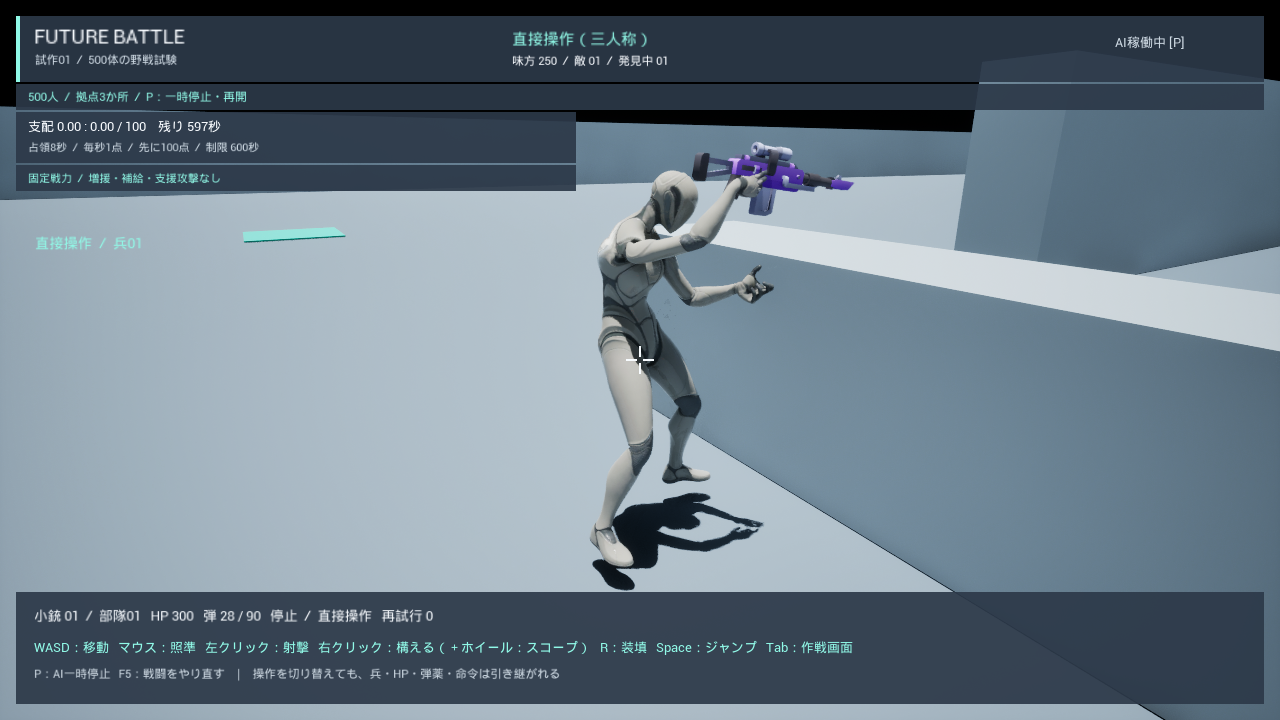 FUTURE BATTLE
試作01 / 500体の野戦試験
直接操作(三人称)
味方 250 / 敵 01 / 発見中 01
AI稼働中 [P]
500人 / 拠点3か所 / P:一時停止・再開
支配 0.00 : 0.00 / 100 残り 597秒
占領8秒 / 毎秒1点 / 先に100点 / 制限 600秒
固定戦力 / 増援・補給・支援攻撃なし
直接操作 / 兵01
小銃 01 / 部隊01 HP 300 弾 28 / 90 停止 / 直接操作 再試行 0
WASD:移動 マウス:照準 左クリック:射撃 右クリック:構える(+ホイール:スコープ) R:装填 Space:ジャンプ Tab:作戦画面
P:AI一時停止 F5:戦闘をやり直す | 操作を切り替えても、兵・HP・弾薬・命令は引き継がれる